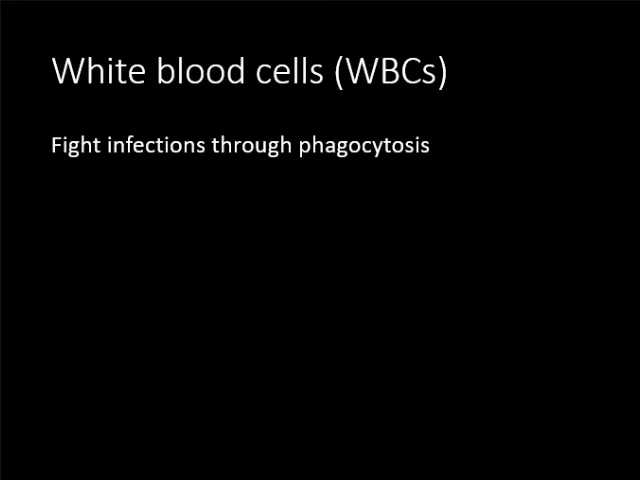 White blood cells (WBCs)
Fight infections through phagocytosis